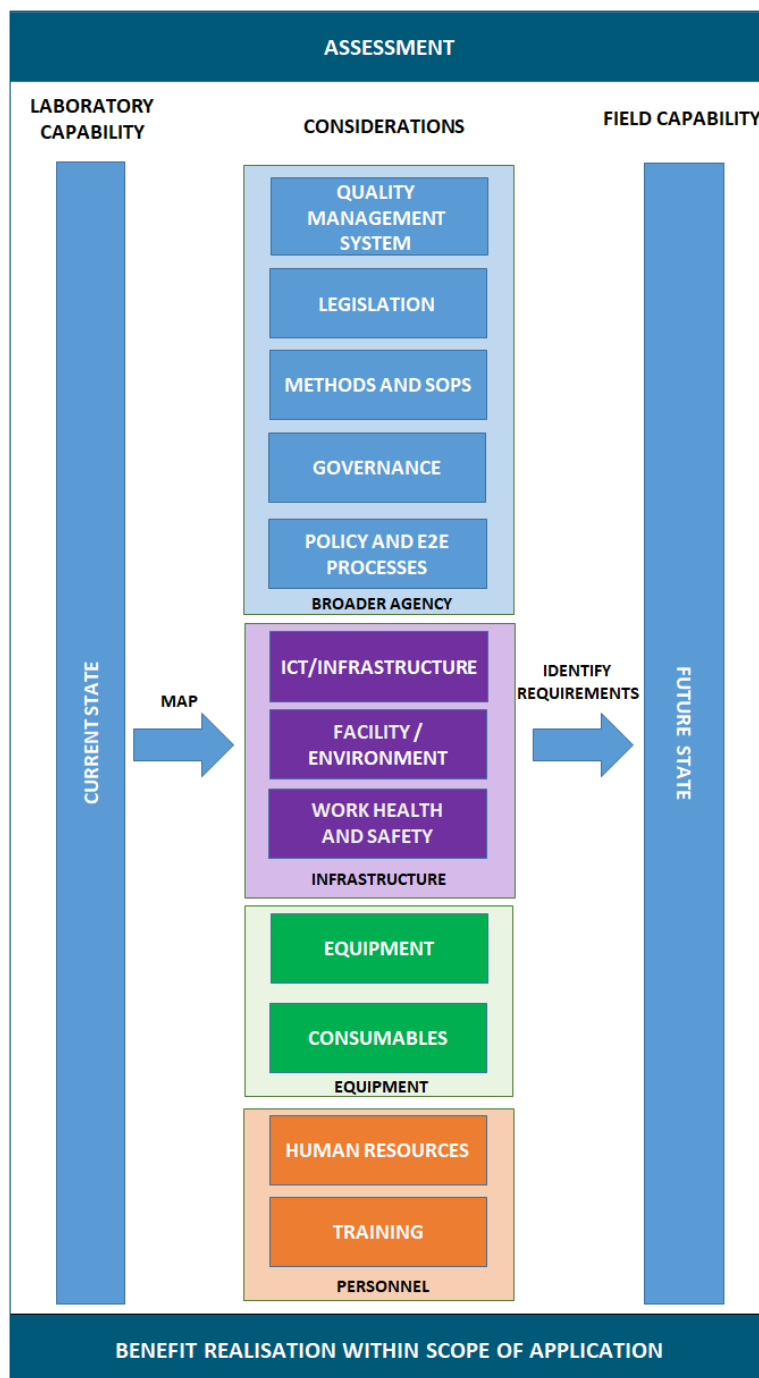 ASSESSMENT
LABORATORY
CAPABILITY
CONSIDERATIONS
FIELD CAPABILITY
CURRENT STATE
MAP
QUALITY
MANAGEMENT
SYSTEM
LEGISLATION
METHODS AND SOPS
GOVERNANCE
POLICY AND E2E
PROCESSES
BROADER AGENCY
ICT/INFRASTRUCTURE
FACILITY /
ENVIRONMENT
WORK HEALTH
AND SAFETY
INFRASTRUCTURE
EQUIPMENT
CONSUMABLES
EQUIPMENT
HUMAN RESOURCES
TRAINING
PERSONNEL
IDENTIFY
REQUIREMENTS
FUTURE STATE
BENEFIT REALISATION WITHIN SCOPE OF APPLICATION